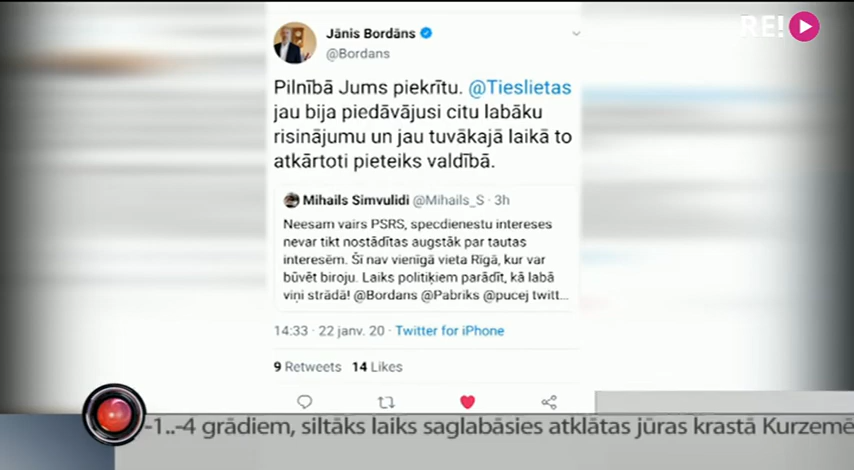 RE!
Jānis Bordāns
@Bordans
Pilnībā Jums piekrītu. @Tieslietas
jau bija piedāvājusi citu labāku
risinājumu un jau tuvākajā laikā to
atkārtoti pieteiks valdībā.
Mihails Simvulidi @Mihails_S · 3h
Neesam vairs PSRS, specdienestu intereses
nevar tikt nostādītas augstāk par tautas
interesēm. Šī nav vienīgā vieta Rīgā, kur var
būvēt biroju. Laiks politiķiem parādīt, kā labā
viņi strādā! @Bordans @Pabriks @pucej twitt...
14:33 · 22 janv. 20 · Twitter for iPhone
9 Retweets 14 Likes
-1..-4 grādiem, siltāks laiks saglabāsies atklātas jūras krastā Kurzemē